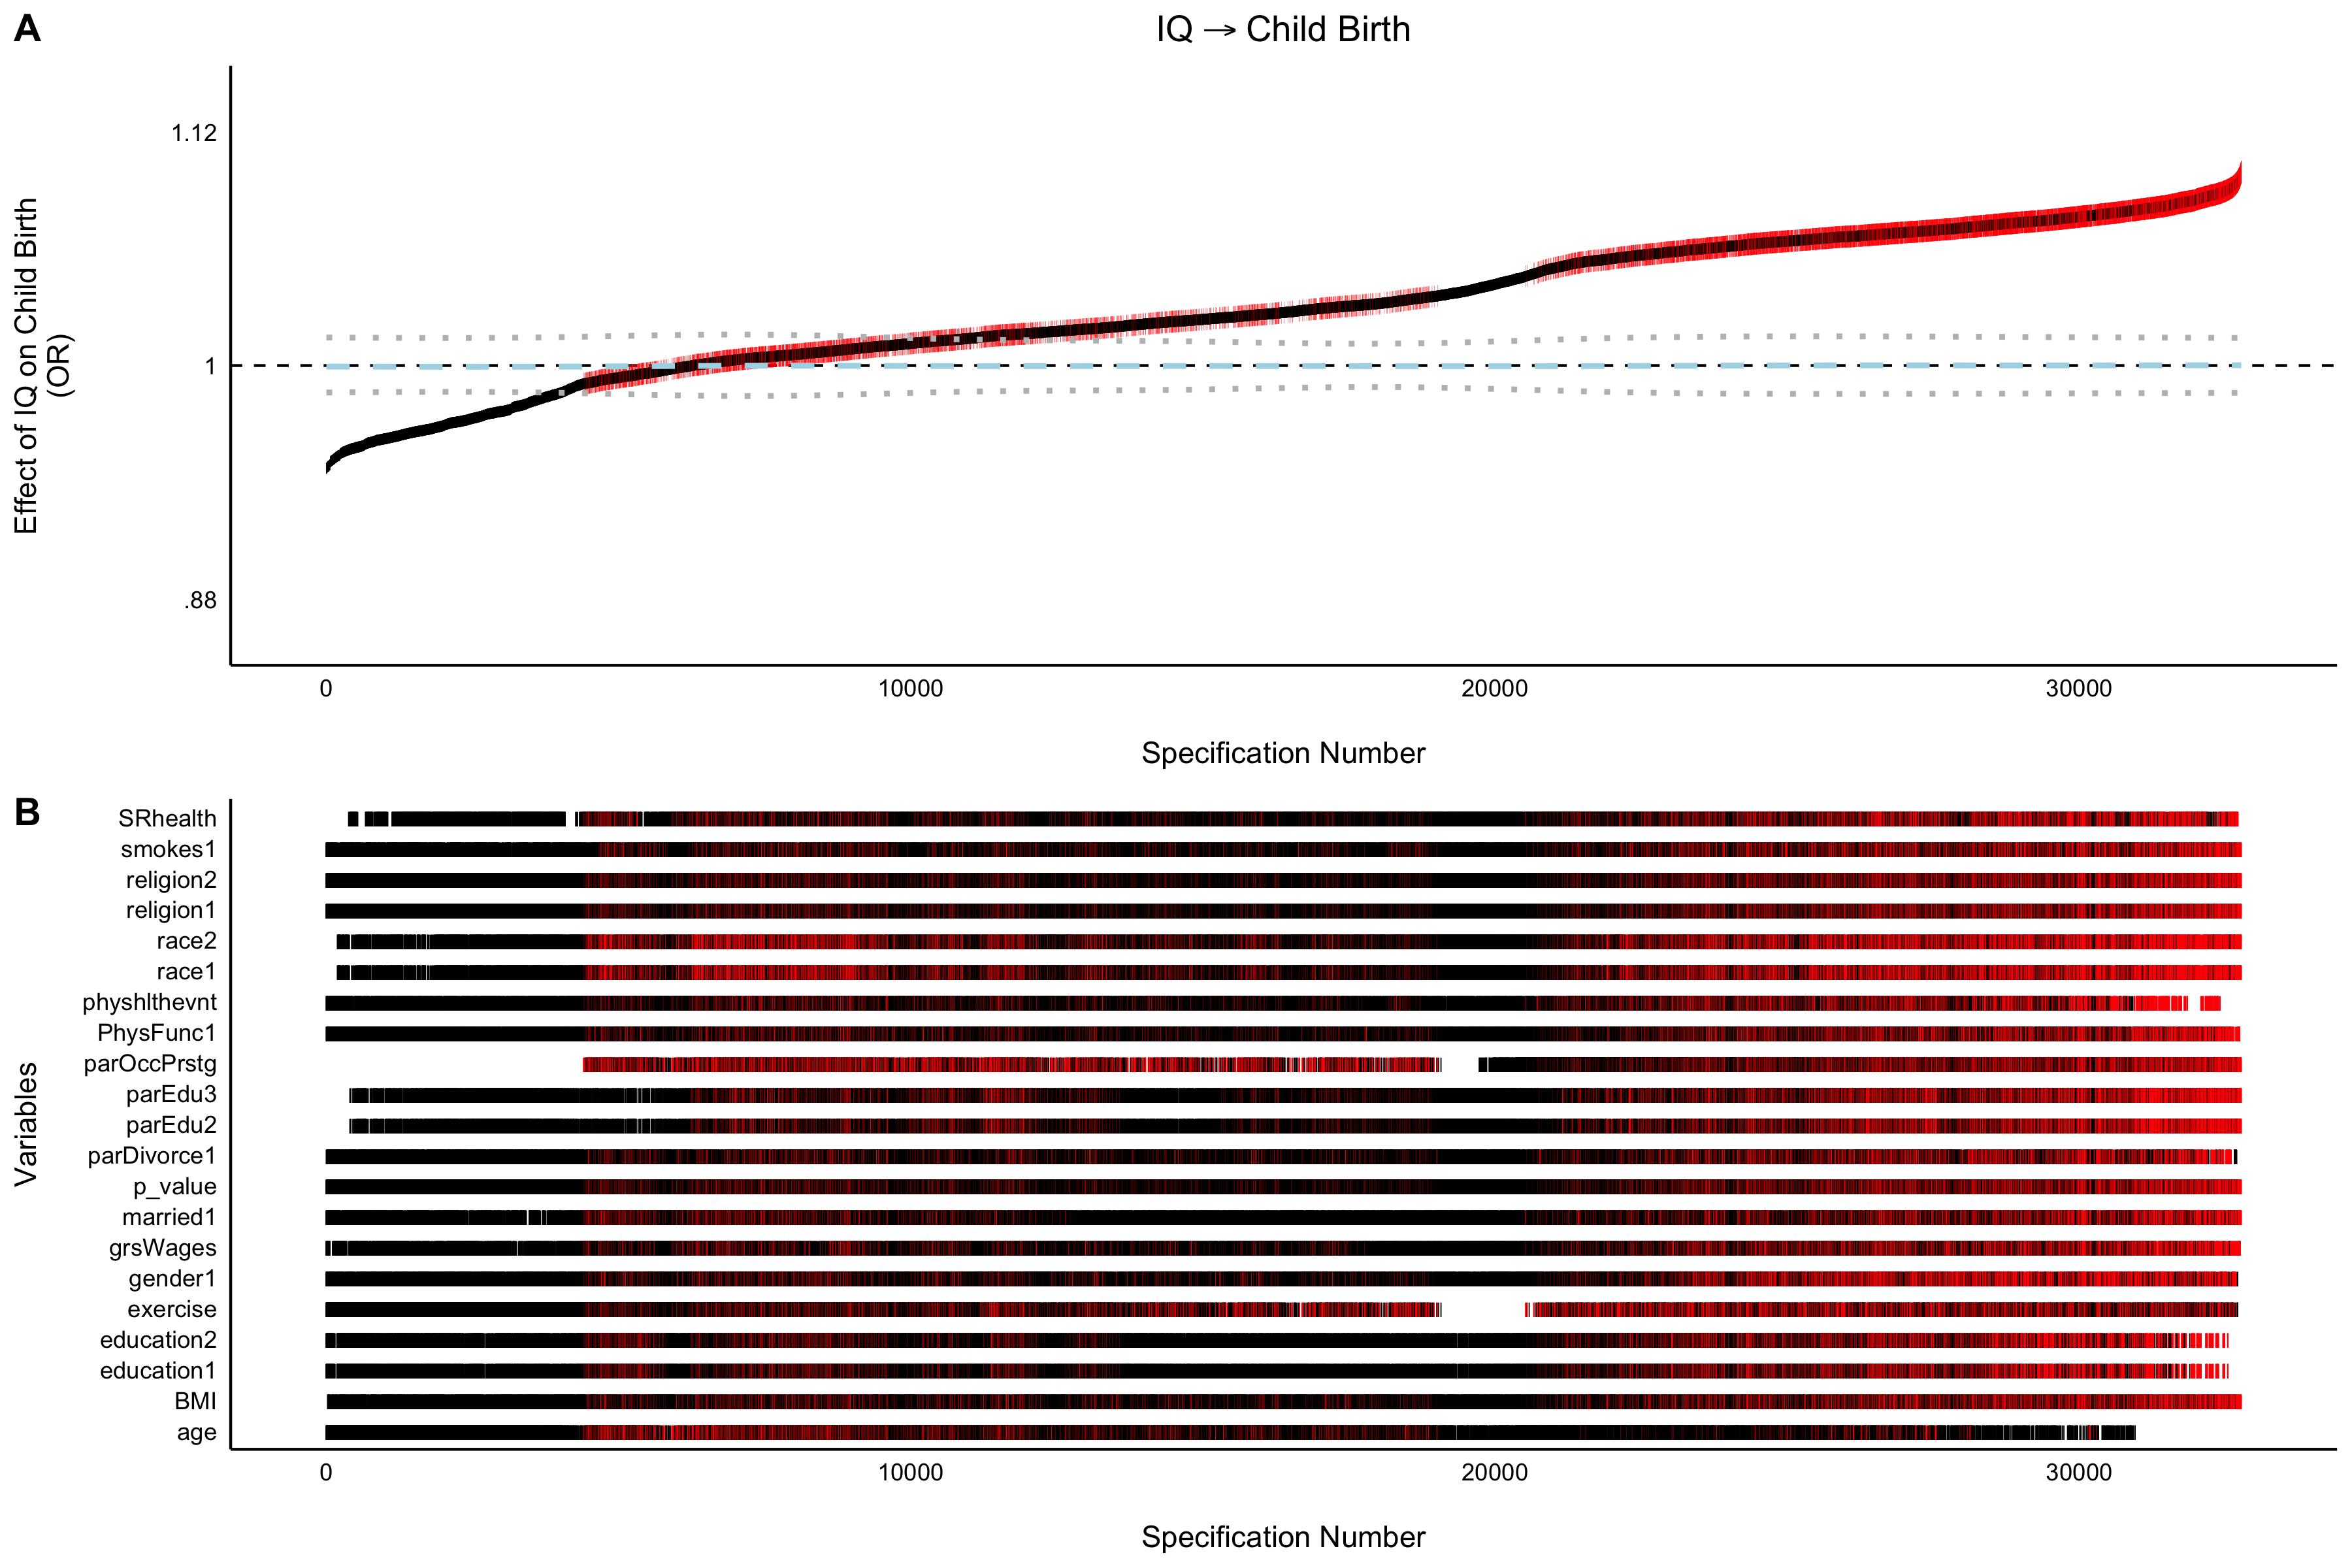 A
IQ → Child Birth
Effect of IQ on Child Birth
(OR)
1.12
1
.88
0 10000 20000 30000
Specification Number
B
Variables
SRhealth
smokes1
religion2
religion1
race2
race1
physhlthevnt
PhysFunc1
parOccPrstg
parEdu3
parEdu2
parDivorce1
p_value
married1
grsWages
gender1
exercise
education2
education1
BMI
age
0 10000 20000 30000
Specification Number